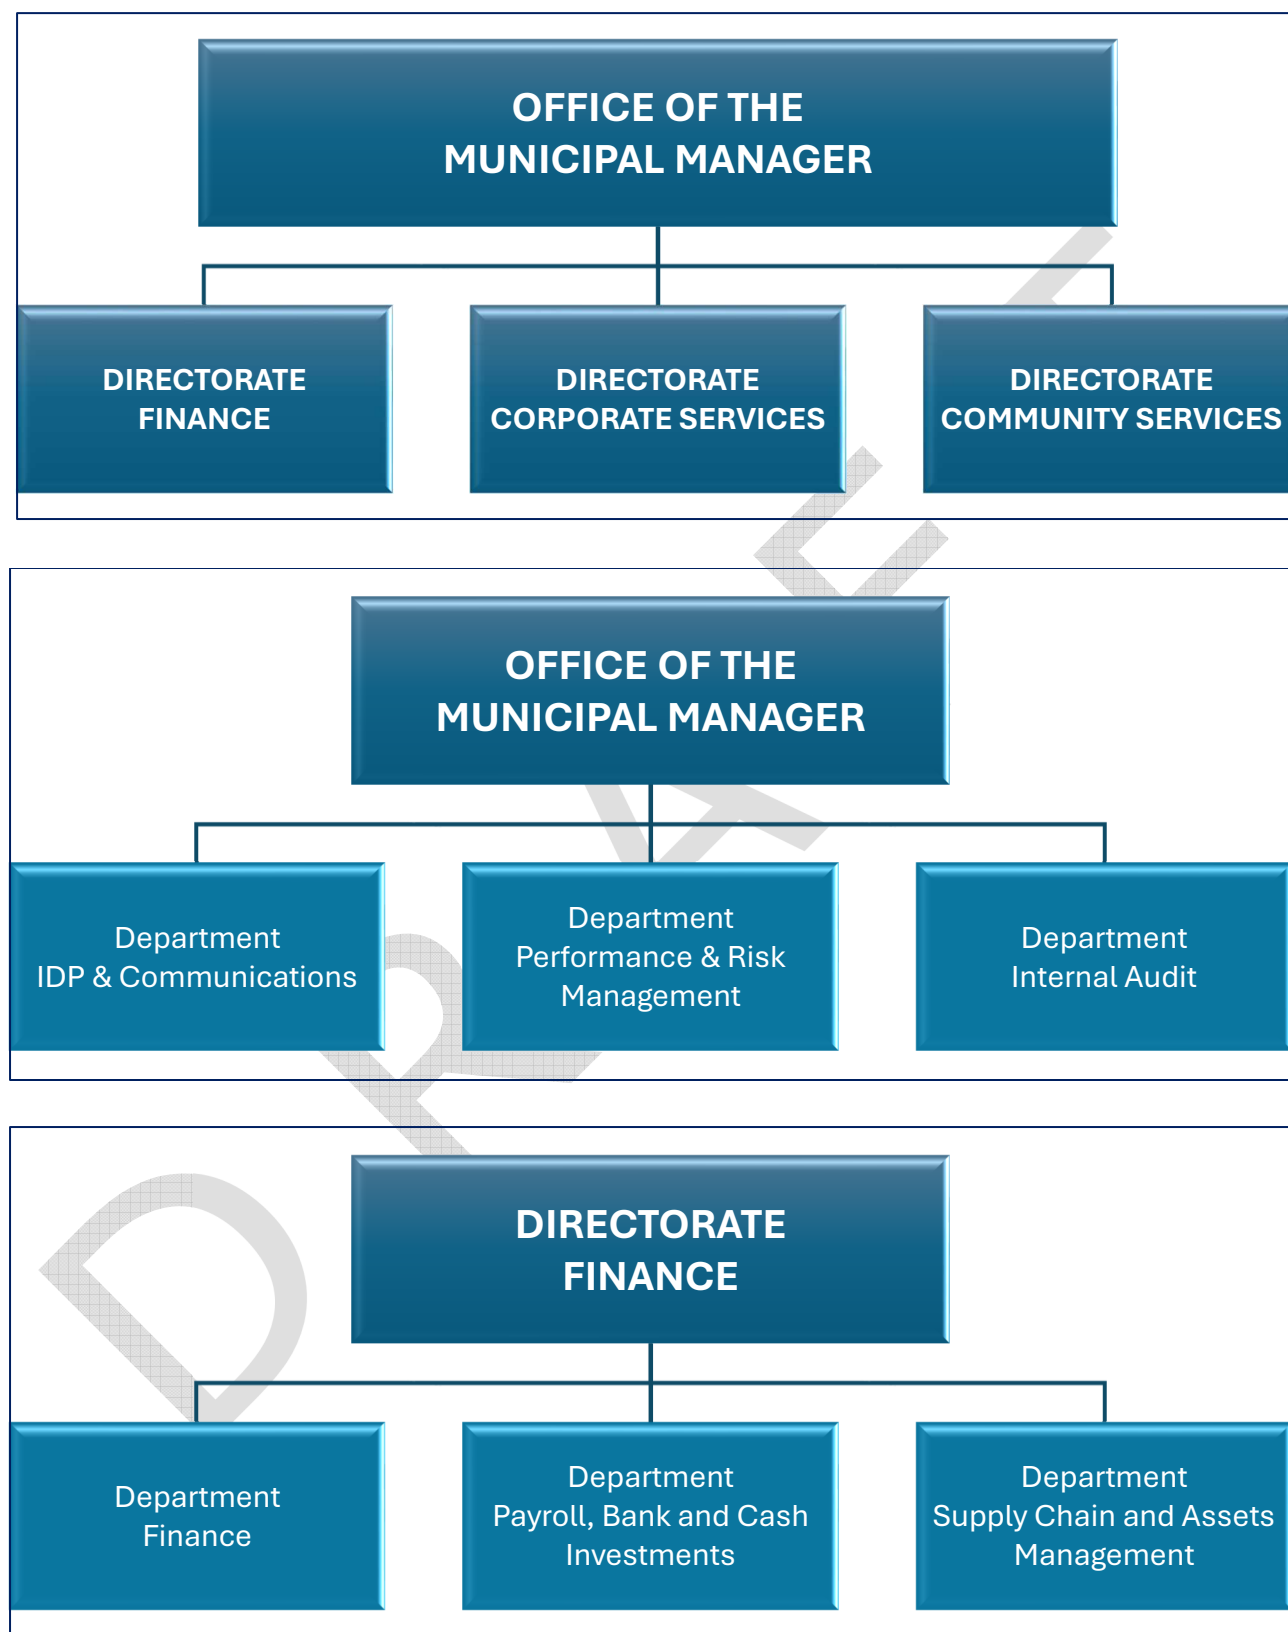 OFFICE OF THE
MUNICIPAL MANAGER
DIRECTORATE
FINANCE
DIRECTORATE
CORPORATE SERVICES
DIRECTORATE
COMMUNITY SERVICES
OFFICE OF THE
MUNICIPAL MANAGER
Department
IDP & Communications
Department
Performance & Risk
Management
Department
Internal Audit
DIRECTORATE
FINANCE
Department
Finance
Department
Payroll, Bank and Cash
Investments
Department
Supply Chain and Assets
Management
DRAFT